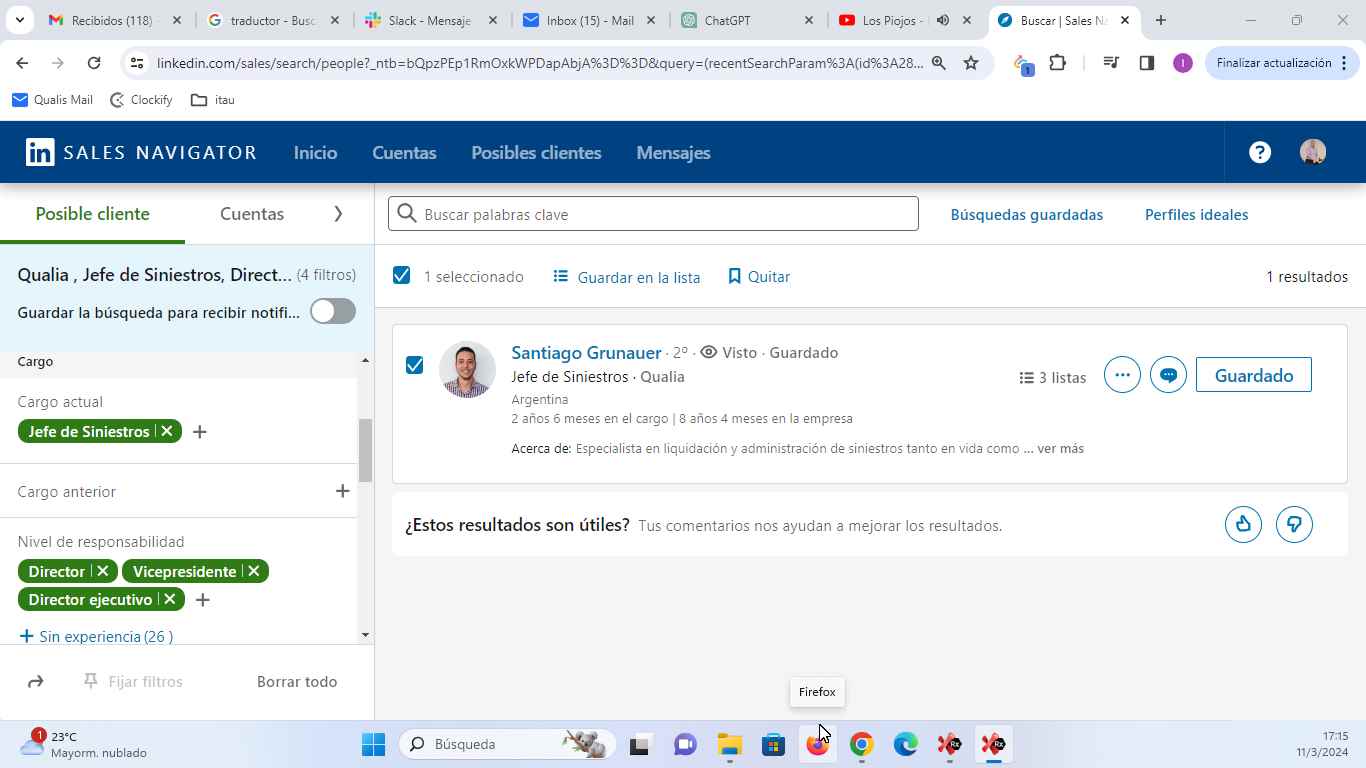 Recibidos (118)
traductor - Busc
Slack - Mensaje
Inbox (15) - Mail
ChatGPT
Los Piojos -
Buscar | Sales Na
linkedin.com/sales/search/people?_ntb=bQpzPEp1RmOxkWPDapAbjA%3D%3D&query=(recentSearchParam%3A(id%3A28...
1
I
Finalizar actualización
Qualis Mail
Clockify
itau
in SALES NAVIGATOR
Inicio
Cuentas
Posibles clientes
Mensajes
?
Posible cliente
Cuentas
Buscar palabras clave
Búsquedas guardadas
Perfiles ideales
Qualia , Jefe de Siniestros, Direct... (4 filtros)
Guardar la búsqueda para recibir notifi...
1 seleccionado
Guardar en la lista
Quitar
1 resultados
Cargo
Cargo actual
Jefe de Siniestros
Cargo anterior
Nivel de responsabilidad
Director
Vicepresidente
Director ejecutivo
+ Sin experiencia (26 )
Fijar filtros
Borrar todo
Santiago Grunauer · 2º · Visto · Guardado
Jefe de Siniestros · Qualia
Argentina
2 años 6 meses en el cargo | 8 años 4 meses en la empresa
Acerca de: Especialista en liquidación y administración de siniestros tanto en vida como ... ver más
3 listas
Guardado
¿Estos resultados son útiles? Tus comentarios nos ayudan a mejorar los resultados.
Firefox
1
23°C
Mayorm. nublado
Búsqueda
Rx
Rx
17:15
11/3/2024